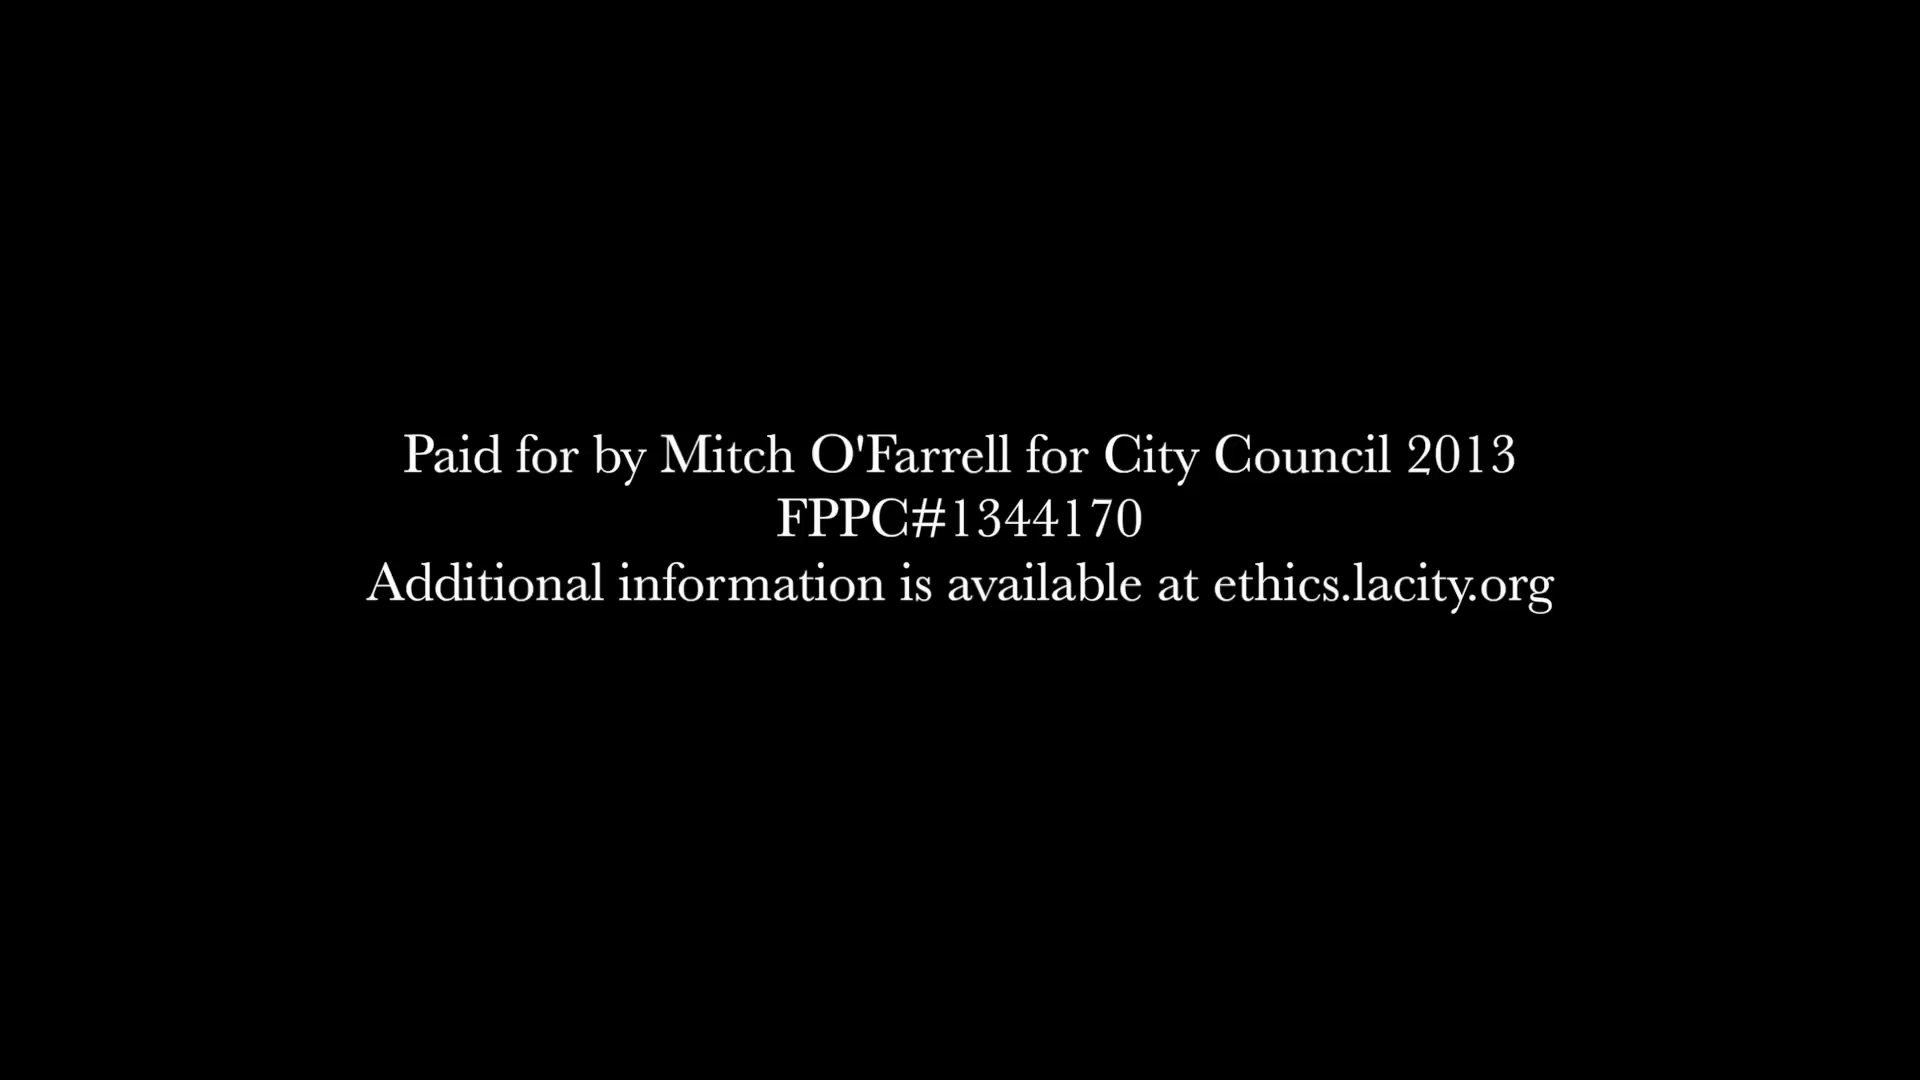 Paid for by Mitch O'Farrell for City Council 2013
FPPC#1344170
Additional information is available at ethics.lacity.org